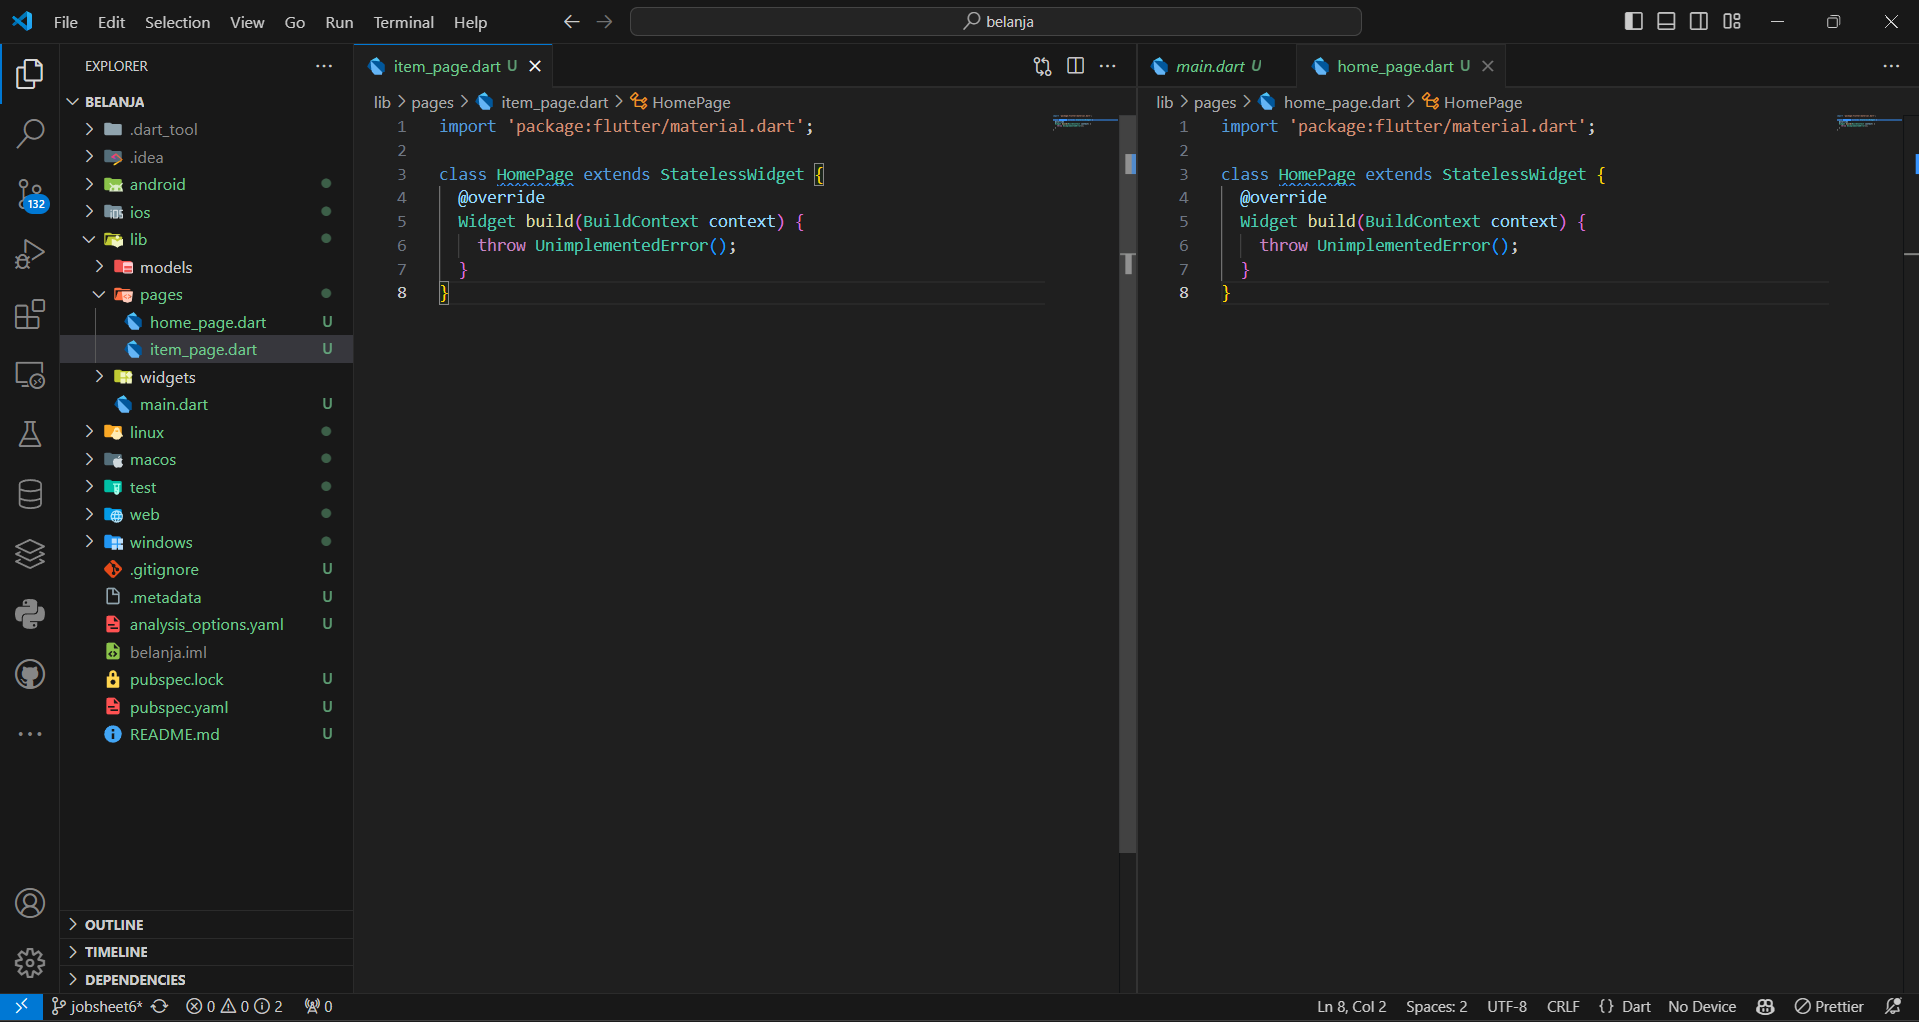 File Edit Selection View Go Run Terminal Help
belanja
EXPLORER
BELANJA
.dart_tool
.idea
android
ios
lib
models
pages
home_page.dart U
item_page.dart U
widgets
main.dart U
linux
macos
test
web
windows
.gitignore U
.metadata U
analysis_options.yaml U
belanja.iml
pubspec.lock U
pubspec.yaml U
README.md U
OUTLINE
TIMELINE
DEPENDENCIES
132
item_page.dart U
lib > pages > item_page.dart > HomePage
1 import 'package:flutter/material.dart';
2
3 class HomePage extends StatelessWidget {
4 @override
5 Widget build(BuildContext context) {
6 throw UnimplementedError();
7 }
8 }
main.dart U home_page.dart U
lib > pages > home_page.dart > HomePage
1 import 'package:flutter/material.dart';
2
3 class HomePage extends StatelessWidget {
4 @override
5 Widget build(BuildContext context) {
6 throw UnimplementedError();
7 }
8 }
jobsheet6* 0 0 2 0 Ln 8, Col 2 Spaces: 2 UTF-8 CRLF {} Dart No Device Prettier